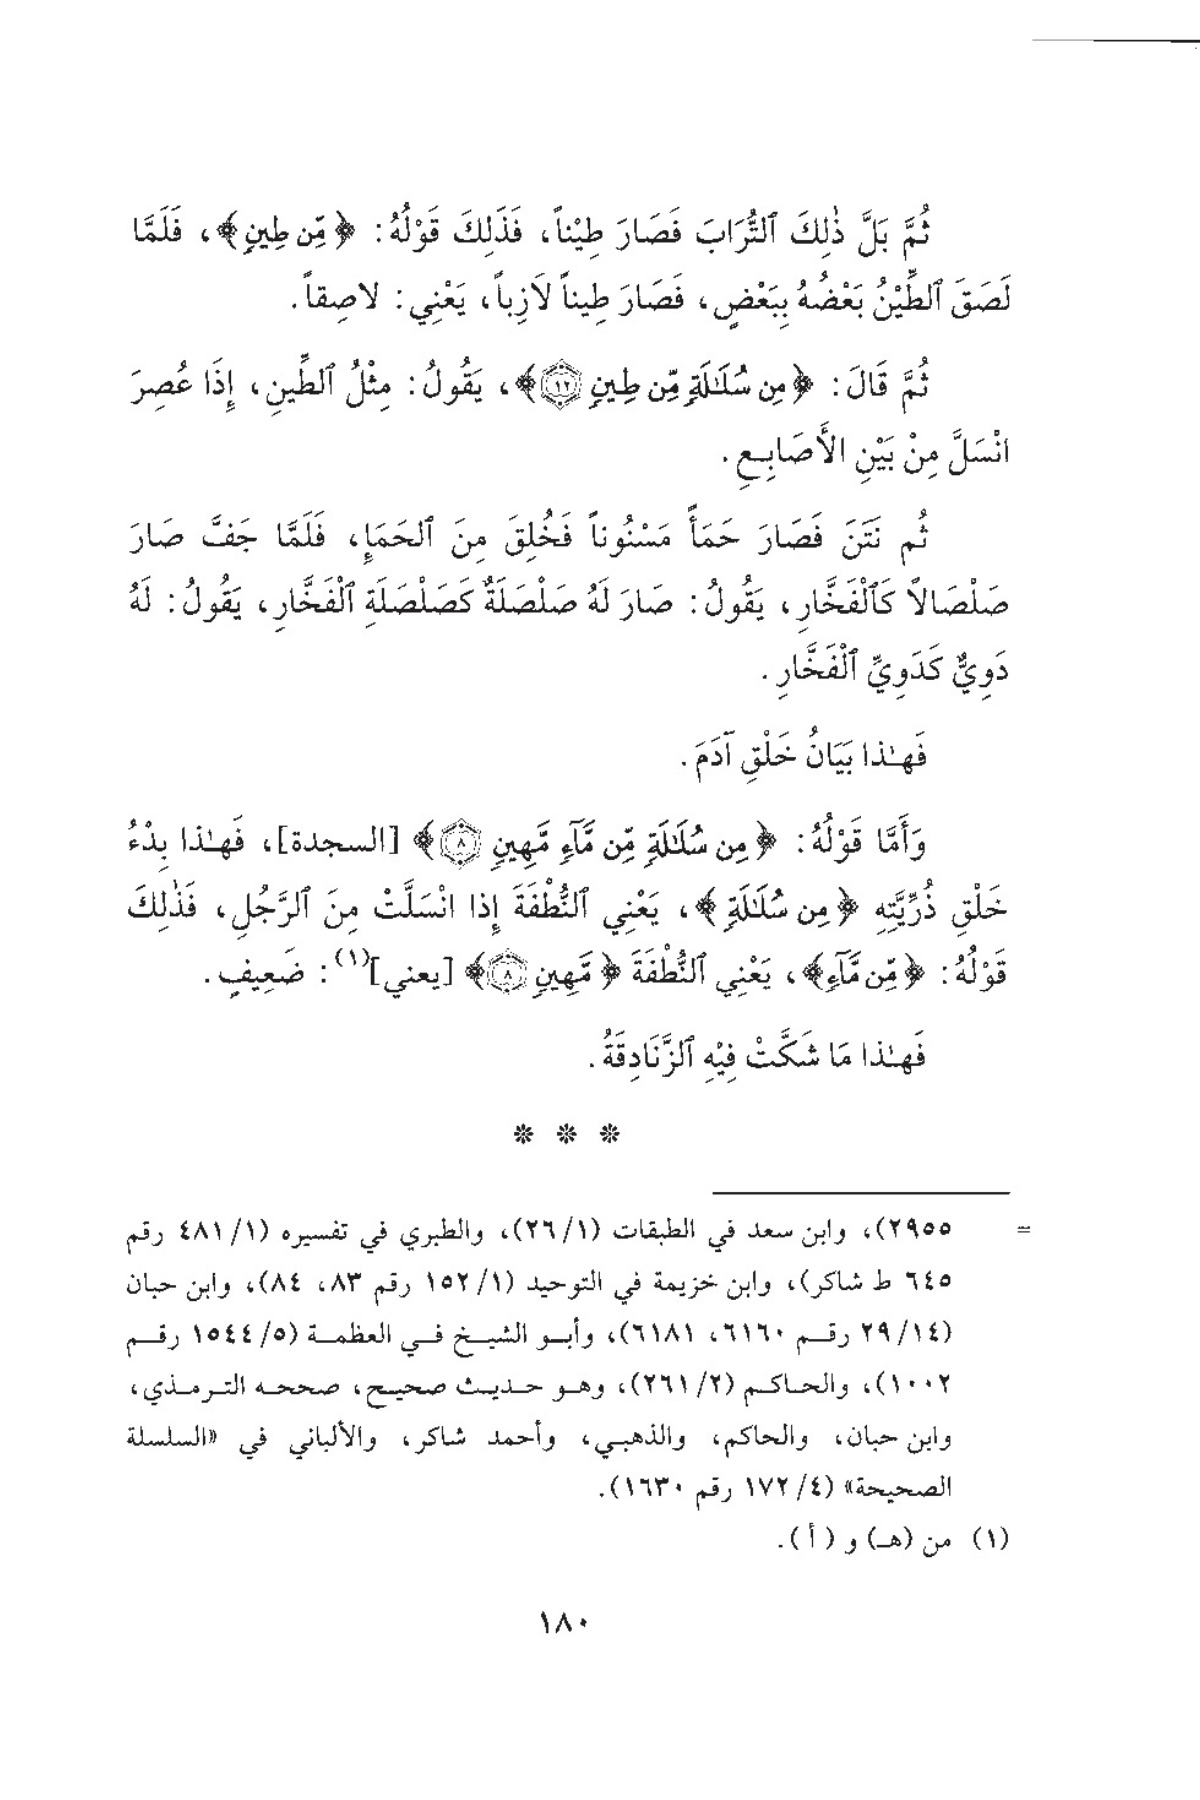 ثُمَّ بَلَّ ذٰلِكَ ٱلتُّرَابَ فَصَارَ طِيْناً، فَذَلِكَ قَوْلُهُ: ﴿مِّن طِينٍ﴾، فَلَمَّا
لَصَقَ ٱلطِّيْنُ بَعْضُهُ بِبَعْضٍ، فَصَارَ طِيناً لاَزِباً، يَعْنِي: لاصِقاً.
ثُمَّ قَالَ: ﴿مِن سُلَـٰلَةٍ مِّن طِينٍ ١٢﴾، يَقُولُ: مِثْلُ ٱلطِّينِ، إِذَا عُصِرَ
انْسَلَّ مِنْ بَيْنِ الأَصَابِعِ.
ثُم نَتَنَ فَصَارَ حَمَأً مَسْنُوناً فَخُلِقَ مِنَ ٱلحَمَإِ، فَلَمَّا جَفَّ صَارَ
صَلْصَالاً كَٱلْفَخَّارِ، يَقُولُ: صَارَ لَهُ صَلْصَلَةٌ كَصَلْصَلَةِ ٱلْفَخَّارِ، يَقُولُ: لَهُ
دَوِيٌّ كَدَوِيِّ ٱلْفَخَّارِ.
فَهـٰذا بَيَانُ خَلْقِ آدَمَ.
وَأَمَّا قَوْلُهُ: ﴿مِن سُلَـٰلَةٍ مِّن مَّآءٍ مَّهِينٍ ٨﴾ [السجدة]، فَهـٰذا بِدْءُ
خَلْقِ ذُرِّيَّتِهِ ﴿مِن سُلَـٰلَةٍ﴾، يَعْنِي ٱلنُّطْفَةَ إِذا انْسَلَّتْ مِنَ ٱلرَّجُلِ، فَذٰلِكَ
قَوْلُهُ: ﴿مِّن مَّآءٍ﴾، يَعْنِي ٱلنُّطْفَةَ ﴿مَّهِينٍ ٨﴾ [يعني]⁽١⁾: ضَعِيفٍ.
فَهـٰذا مَا شَكَّتْ فِيْهِ ٱلزَّنَادِقَةُ.
* * *
= ٢٩٥٥)، وابن سعد في الطبقات (٢٦/١)، والطبري في تفسيره (٤٨١/١ رقم
٦٤٥ ط شاكر)، وابن خزيمة في التوحيد (١٥٢/١ رقم ٨٣، ٨٤)، وابن حبان
(٢٩/١٤ رقم ٦١٦٠، ٦١٨١)، وأبو الشيخ في العظمة (١٥٤٤/٥ رقم
١٠٠٢)، والحاكم (٢٦١/٢)، وهو حديث صحيح، صححه الترمذي،
وابن حبان، والحاكم، والذهبي، وأحمد شاكر، والألباني في «السلسلة
الصحيحة» (١٧٢/٤ رقم ١٦٣٠).
(١) من (هـ) و (أ).
١٨٠